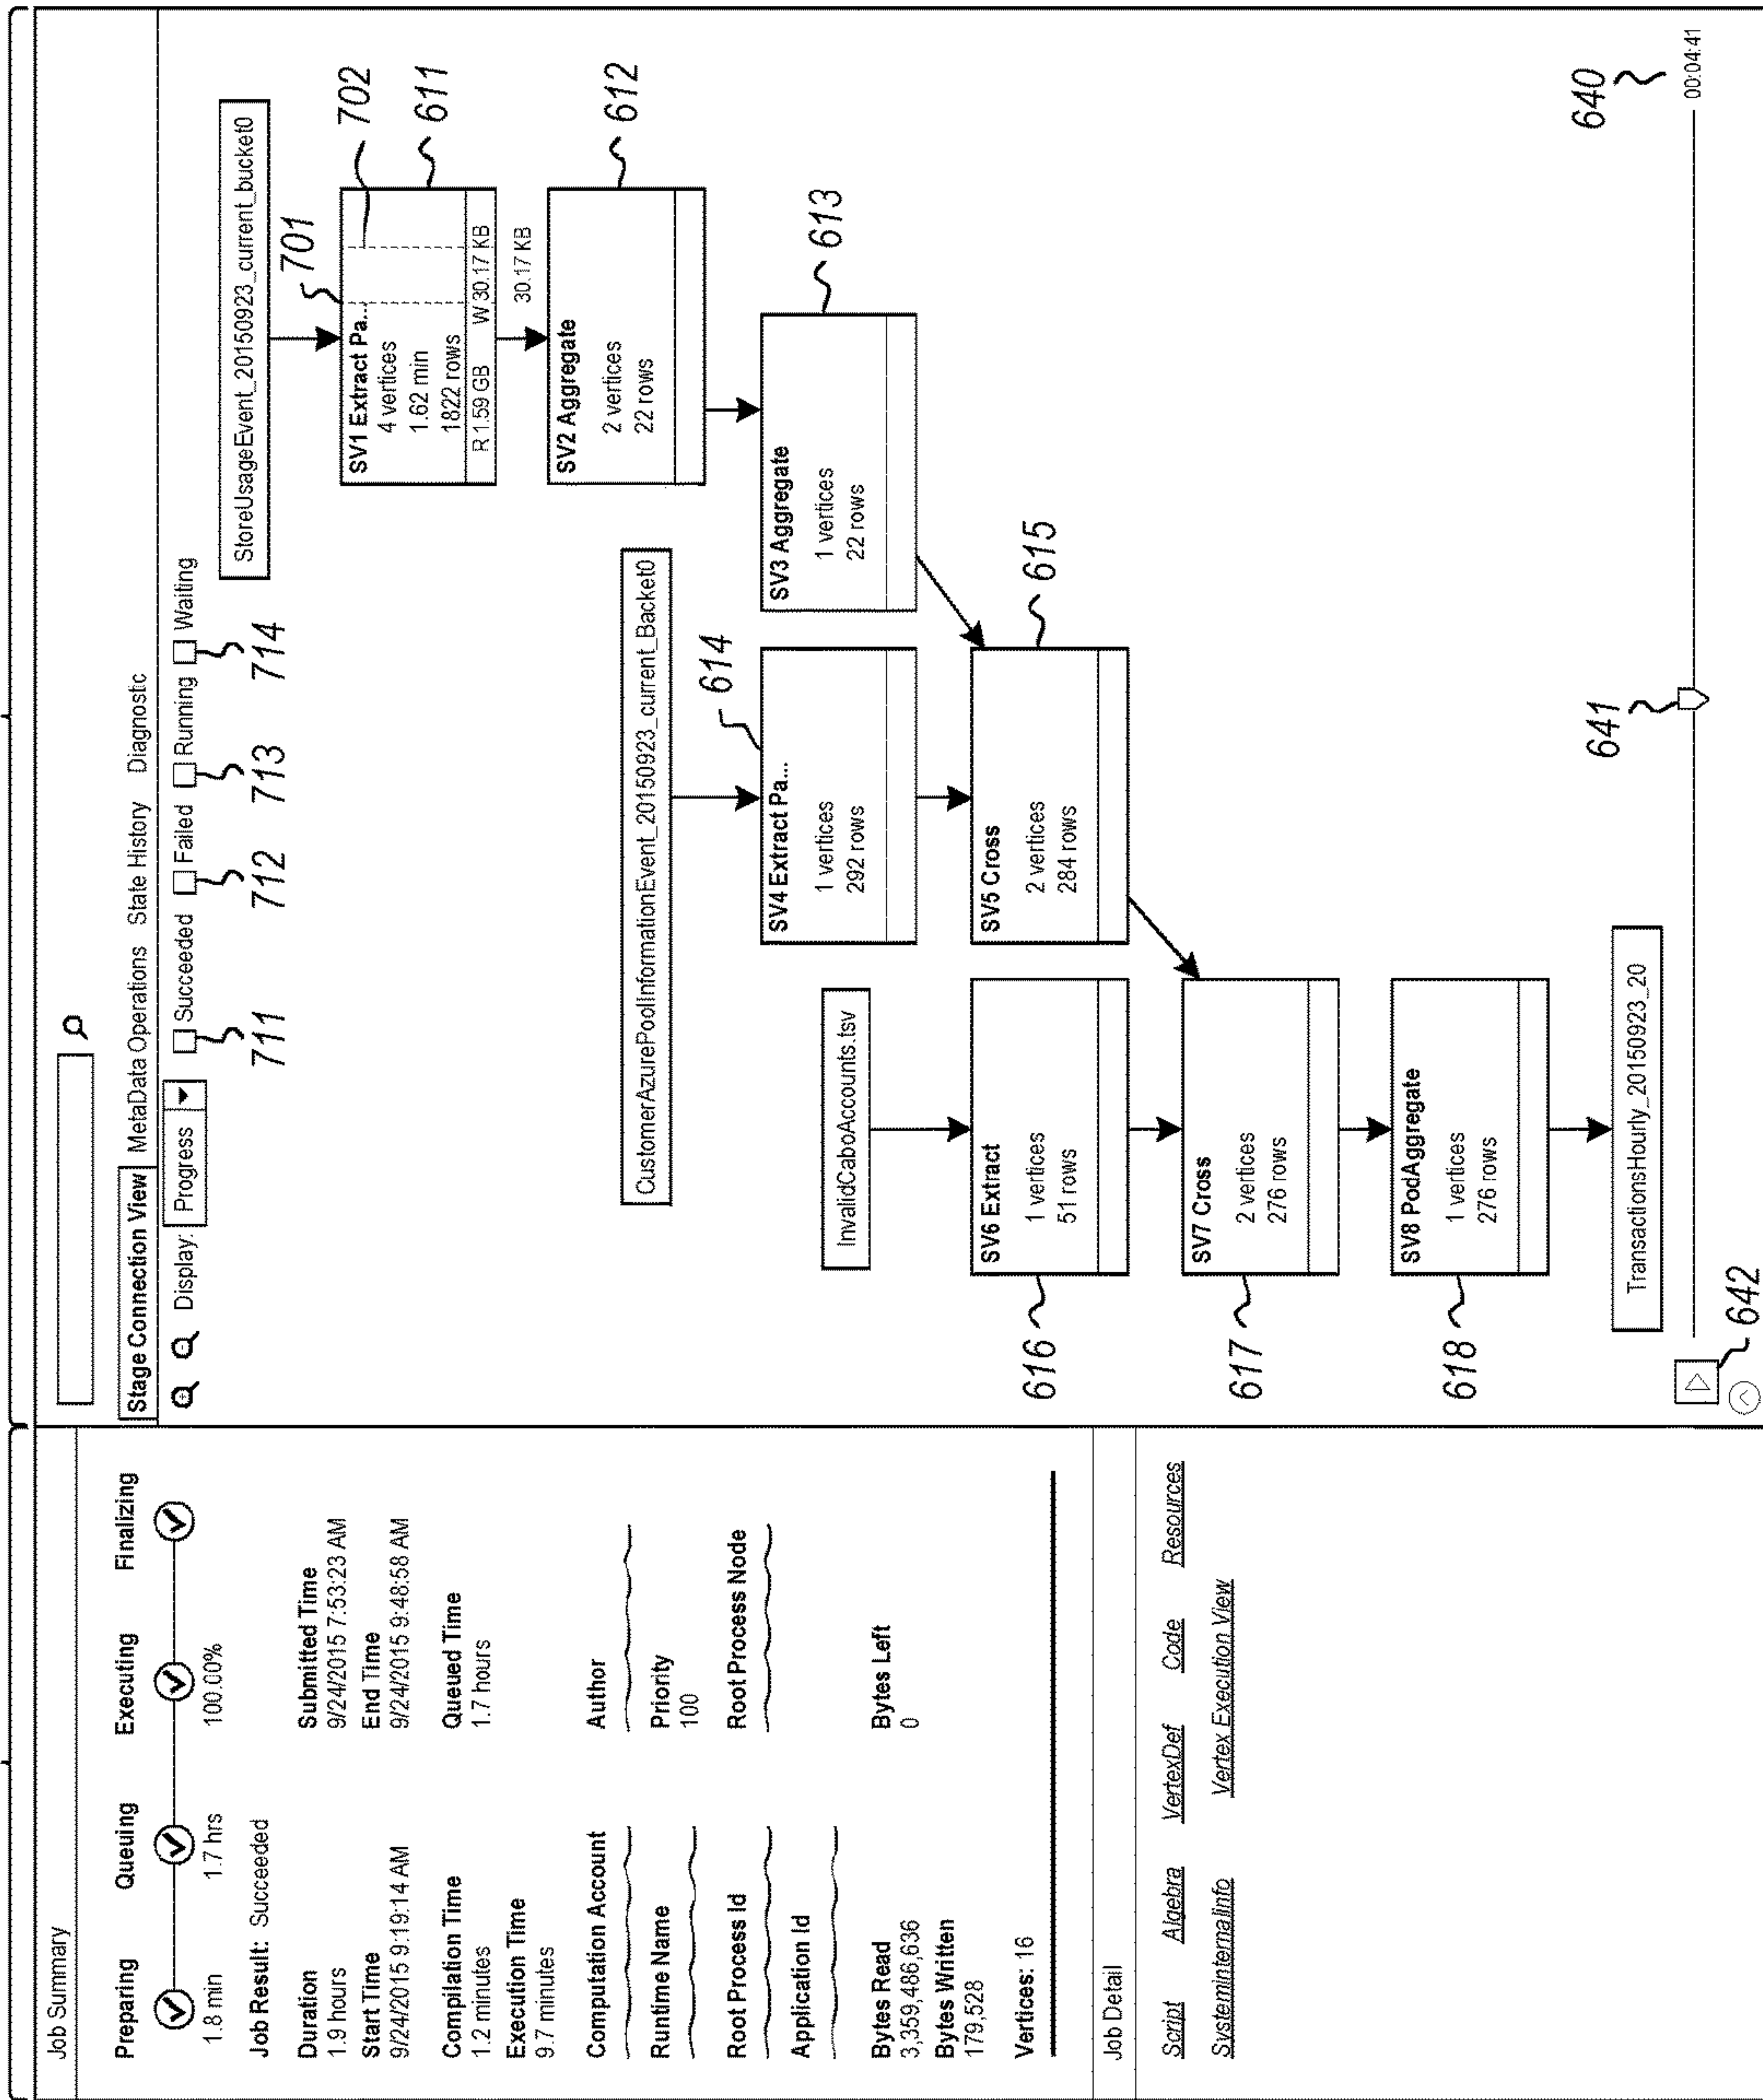 Job Summary
Preparing Queuing Executing Finalizing
1.8 min 1.7 hrs 100.00%
Job Result: Succeeded
Duration
1.9 hours
Submitted Time
9/24/2015 7:53:23 AM
Start Time
9/24/2015 9:19:14 AM
End Time
9/24/2015 9:48:58 AM
Compilation Time
1.2 minutes
Queued Time
1.7 hours
Execution Time
9.7 minutes
Computation Account
Author
Runtime Name
Priority
100
Root Process Id
Root Process Node
Application Id
Bytes Read
3,359,486,636
Bytes Left
0
Bytes Written
179,528
Vertices: 16
Job Detail
Script Algebra VertexDef Code Resources
SystemInternalInfo Vertex Execution View
Stage Connection View MetaData Operations State History Diagnostic
Display: Progress Succeeded Failed Running Waiting
711 712 713 714
StoreUsageEvent_20150923_current_bucket0
701
702
SV1 Extract Pa...
4 vertices
1.62 min
1822 rows
R 1.59 GB W 30.17 KB
611
30.17 KB
SV2 Aggregate
2 vertices
22 rows
612
CustomerAzurePoolInformationEvent_20150923_current_Backet0
614
SV4 Extract Pa...
1 vertices
292 rows
SV3 Aggregate
1 vertices
22 rows
613
InvalidCaboAccounts.tsv
SV6 Extract
1 vertices
51 rows
616
SV5 Cross
2 vertices
284 rows
615
SV7 Cross
2 vertices
276 rows
617
SV8 PodAggregate
1 vertices
276 rows
618
TransactionsHourly_20150923_20
641
640
00:04:41
642